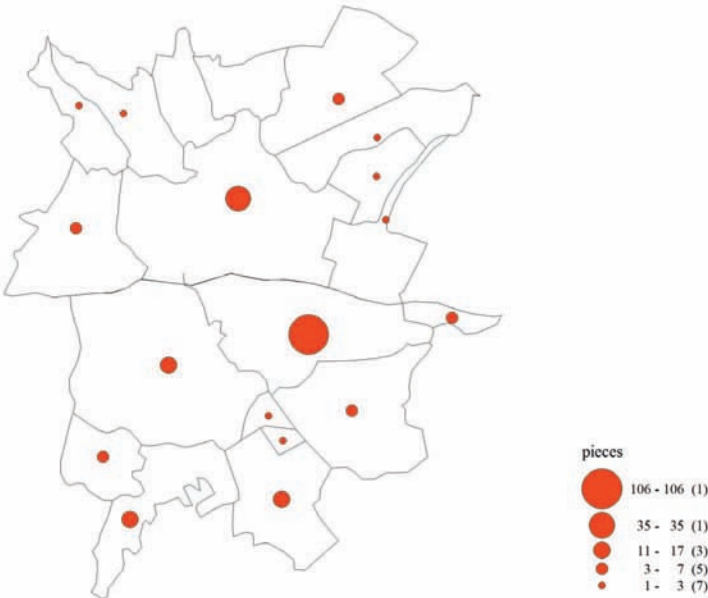 pieces
106 - 106 (1)
35 - 35 (1)
11 - 17 (3)
3 - 7 (5)
1 - 3 (7)